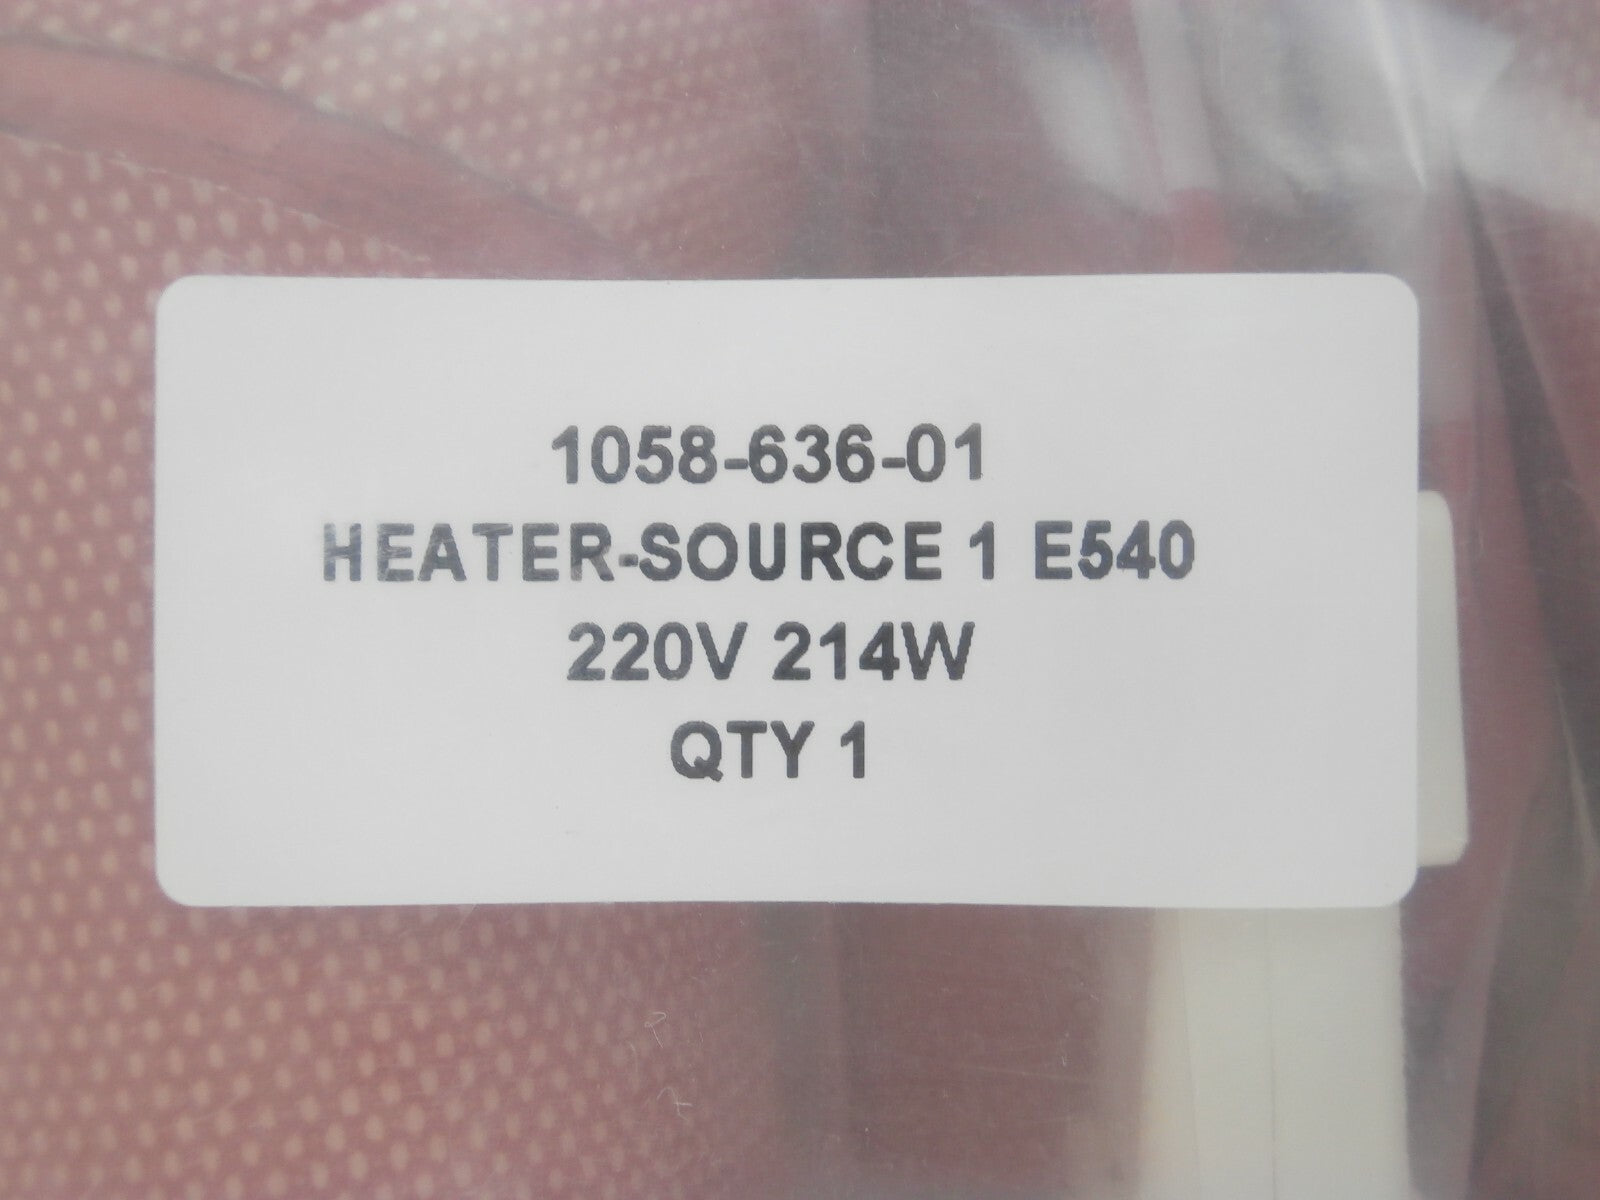 1058-636-01
HEATER-SOURCE 1 E540
220V 214W
QTY 1